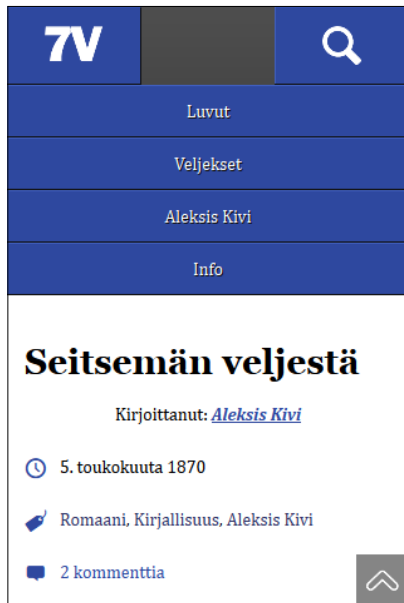 7V
Luvut
Veljekset
Aleksis Kivi
Info
Seitsemän veljestä
Kirjoittanut: Aleksis Kivi
5. toukokuuta 1870
Romaani, Kirjallisuus, Aleksis Kivi
2 kommenttia